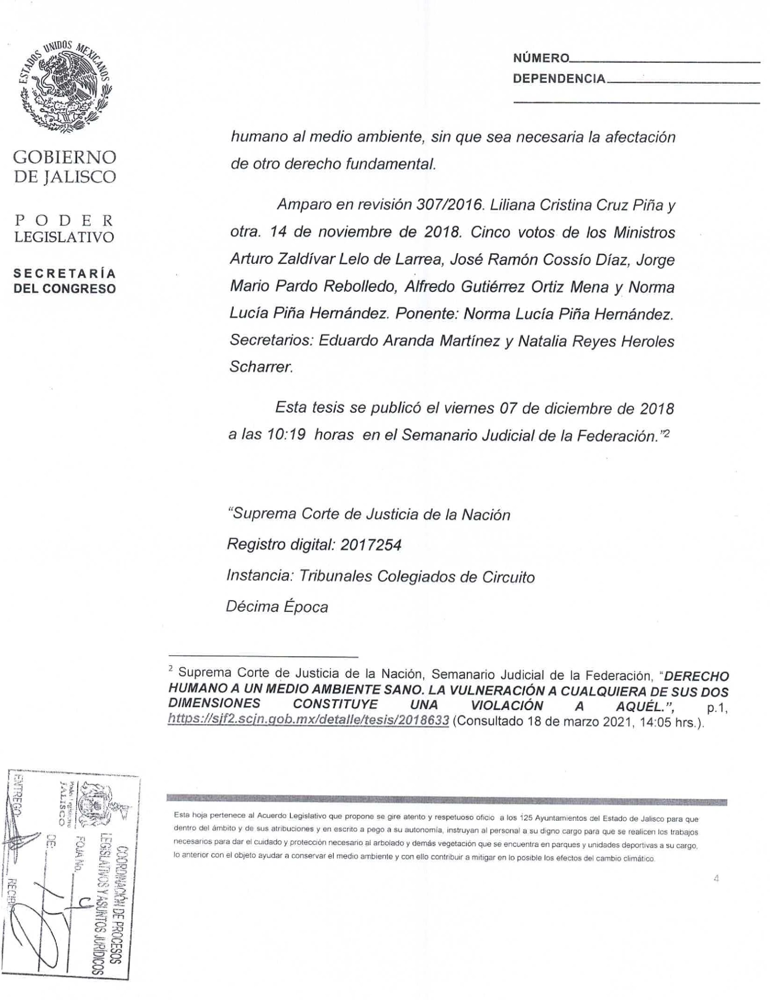 ESTADOS UNIDOS MEXICANOS
GOBIERNO
DE JALISCO
PODER
LEGISLATIVO
SECRETARÍA
DEL CONGRESO
NÚMERO
DEPENDENCIA
humano al medio ambiente, sin que sea necesaria la afectación
de otro derecho fundamental.
Amparo en revisión 307/2016. Liliana Cristina Cruz Piña y
otra. 14 de noviembre de 2018. Cinco votos de los Ministros
Arturo Zaldívar Lelo de Larrea, José Ramón Cossío Díaz, Jorge
Mario Pardo Rebolledo, Alfredo Gutiérrez Ortiz Mena y Norma
Lucía Piña Hernández. Ponente: Norma Lucía Piña Hernández.
Secretarios: Eduardo Aranda Martínez y Natalia Reyes Heroles
Scharrer.
Esta tesis se publicó el viernes 07 de diciembre de 2018
a las 10:19 horas en el Semanario Judicial de la Federación."2
“Suprema Corte de Justicia de la Nación
Registro digital: 2017254
Instancia: Tribunales Colegiados de Circuito
Décima Época
2 Suprema Corte de Justicia de la Nación, Semanario Judicial de la Federación, “DERECHO
HUMANO A UN MEDIO AMBIENTE SANO. LA VULNERACIÓN A CUALQUIERA DE SUS DOS
DIMENSIONES CONSTITUYE UNA VIOLACIÓN A AQUÉL.”, p.1,
https://sjf2.scjn.gob.mx/detalle/tesis/2018633 (Consultado 18 de marzo 2021, 14:05 hrs.).
Esta hoja pertenece al Acuerdo Legislativo que propone se gire atento y respetuoso oficio a los 125 Ayuntamientos del Estado de Jalisco para que
dentro del ámbito y de sus atribuciones y en escrito a pego a su autonomía, instruyan al personal a su digno cargo para que se realicen los trabajos
necesarios para dar el cuidado y protección necesario al arbolado y demás vegetación que se encuentra en parques y unidades deportivas a su cargo,
lo anterior con el objeto ayudar a conservar el medio ambiente y con ello contribuir a mitigar en lo posible los efectos del cambio climático.
4
COORDINACIÓN DE PROCESOS
LEGISLATIVOS Y ASUNTOS JURÍDICOS
Poder Legislativo
JALISCO
FOJA No. 4
DE:
ENTREGO
RECIBI